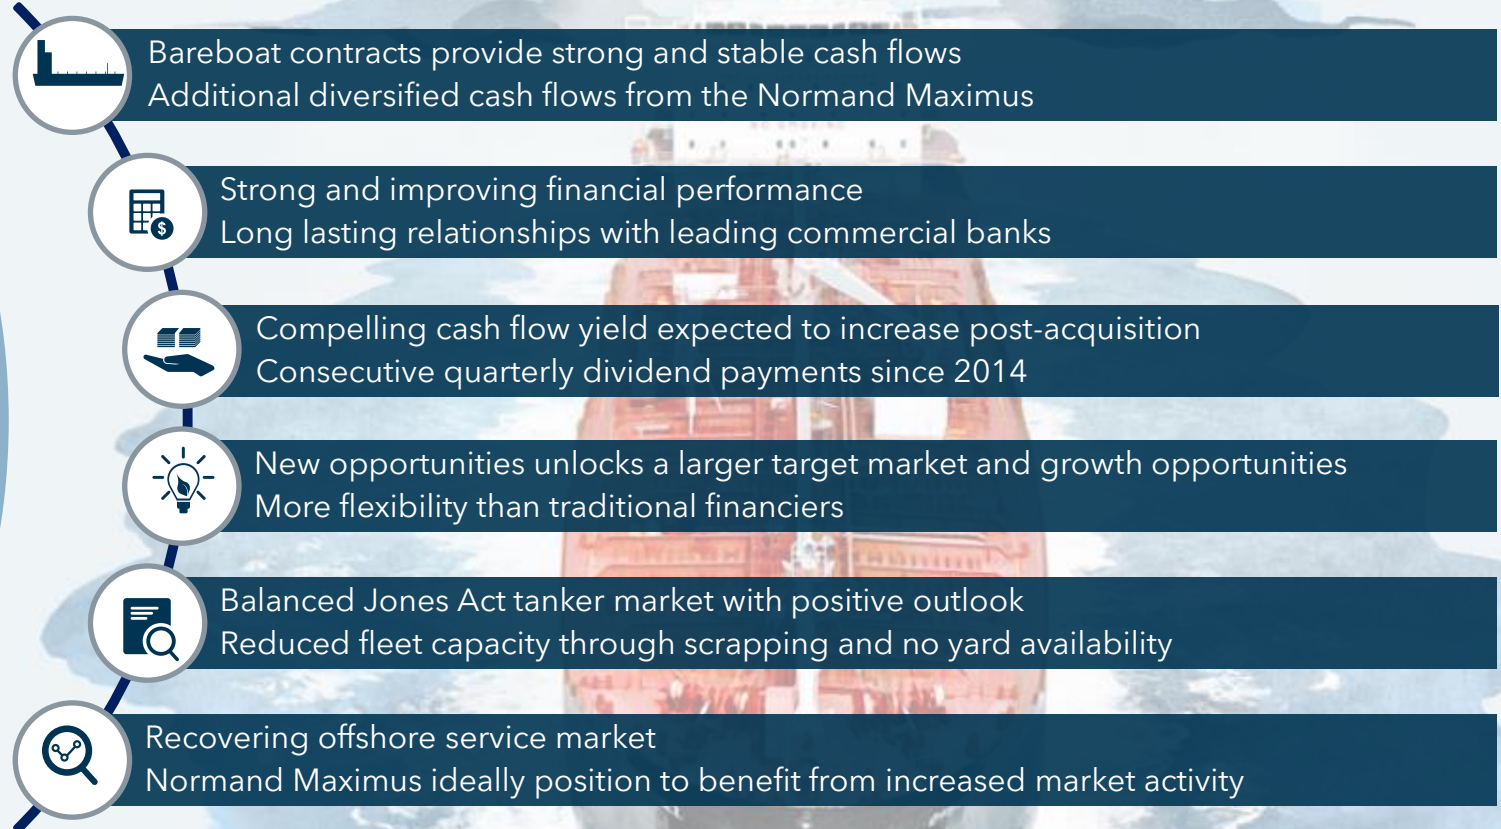 Bareboat contracts provide strong and stable cash flows
Additional diversified cash flows from the Normand Maximus
Strong and improving financial performance
Long lasting relationships with leading commercial banks
$
Compelling cash flow yield expected to increase post-acquisition
Consecutive quarterly dividend payments since 2014
New opportunities unlocks a larger target market and growth opportunities
More flexibility than traditional financiers
Balanced Jones Act tanker market with positive outlook
Reduced fleet capacity through scrapping and no yard availability
Recovering offshore service market
Normand Maximus ideally position to benefit from increased market activity